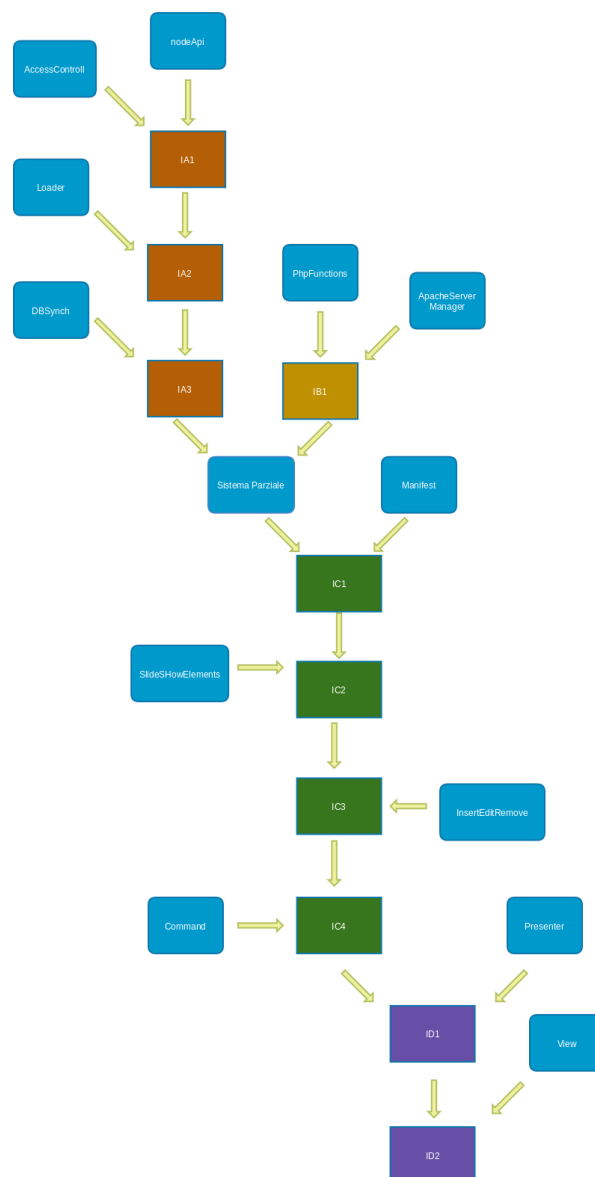 nodeApi
AccessControll
IA1
Loader
IA2
PhpFunctions
ApacheServer
Manager
DBSynch
IA3
IB1
Sistema Parziale
Manifest
IC1
SlideSHowElements
IC2
IC3
InsertEditRemove
Command
IC4
Presenter
ID1
View
ID2